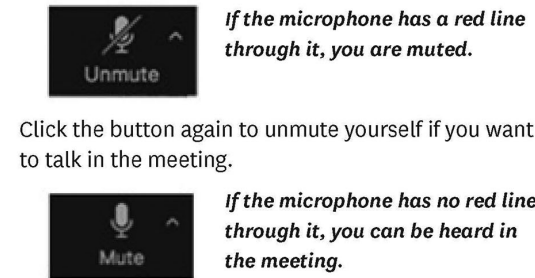 If the microphone has a red line
through it, you are muted.
Unmute
Click the button again to unmute yourself if you want
to talk in the meeting.
If the microphone has no red line
through it, you can be heard in
the meeting.
Mute